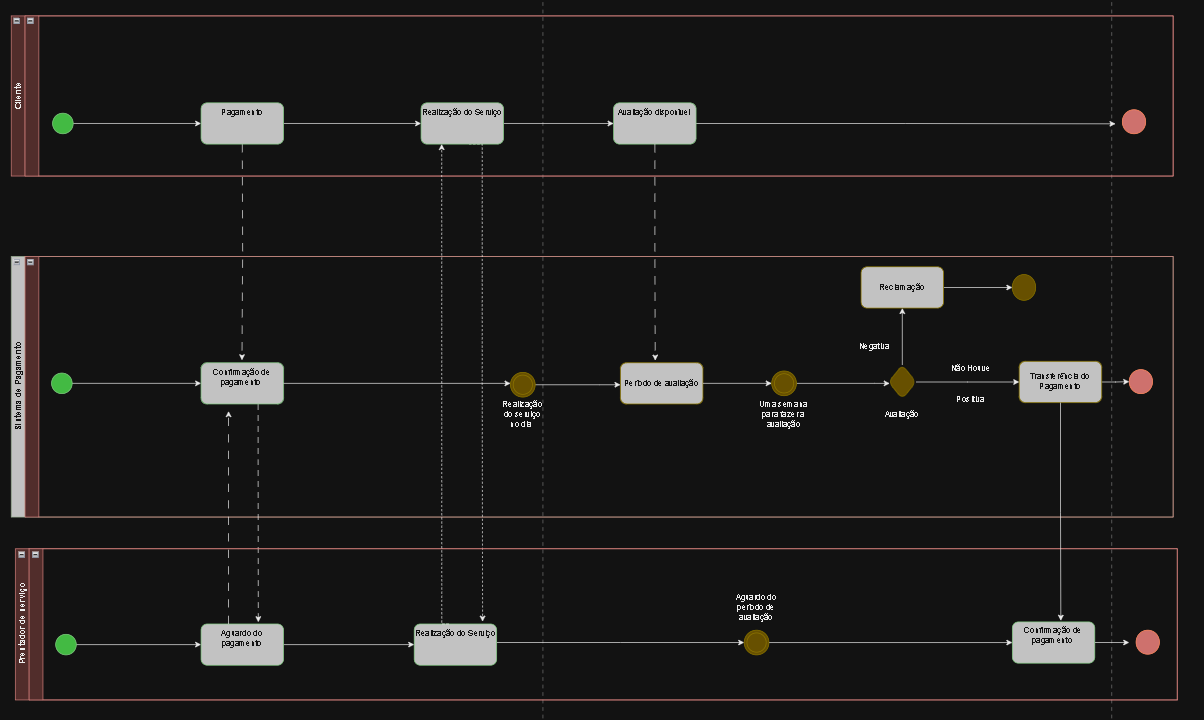 Cliente
Pagamento
Realização do Serviço
Avaliação disponível
Sistema de Pagamento
Confirmação de
pagamento
Realização
do serviço
no dia
Período de avaliação
Uma semana
para fazer a
avaliação
Reclamação
Negativa
Avaliação
Não Houve
Positiva
Transferência do
Pagamento
Prestador de serviço
Aguardo do
pagamento
Realização do Serviço
Aguardo do
período de
avaliação
Confirmação de
pagamento